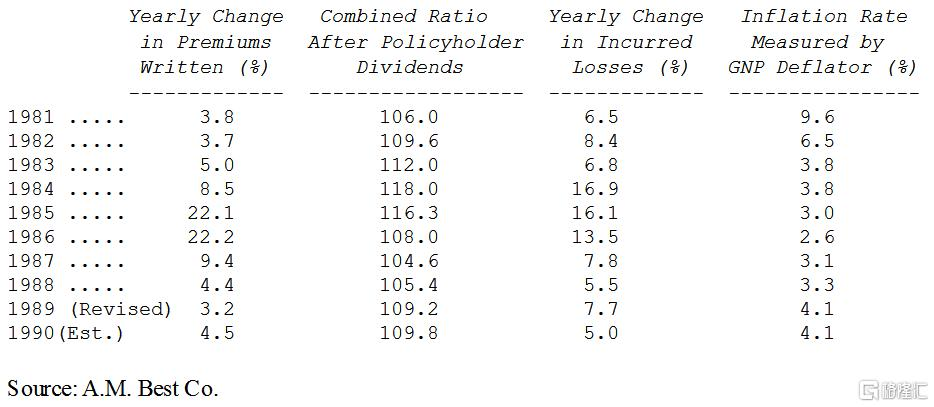 Yearly Change Combined Ratio Yearly Change Inflation Rate
in Premiums After Policyholder in Incurred Measured by
Written (%) Dividends Losses (%) GNP Deflator (%)
------------- ------------------ ------------- ----------------
1981 ..... 3.8 106.0 6.5 9.6
1982 ..... 3.7 109.6 8.4 6.5
1983 ..... 5.0 112.0 6.8 3.8
1984 ..... 8.5 118.0 16.9 3.8
1985 ..... 22.1 116.3 16.1 3.0
1986 ..... 22.2 108.0 13.5 2.6
1987 ..... 9.4 104.6 7.8 3.1
1988 ..... 4.4 105.4 5.5 3.3
1989 (Revised) 3.2 109.2 7.7 4.1
1990(Est.) 4.5 109.8 5.0 4.1
Source: A.M. Best Co.
格隆汇